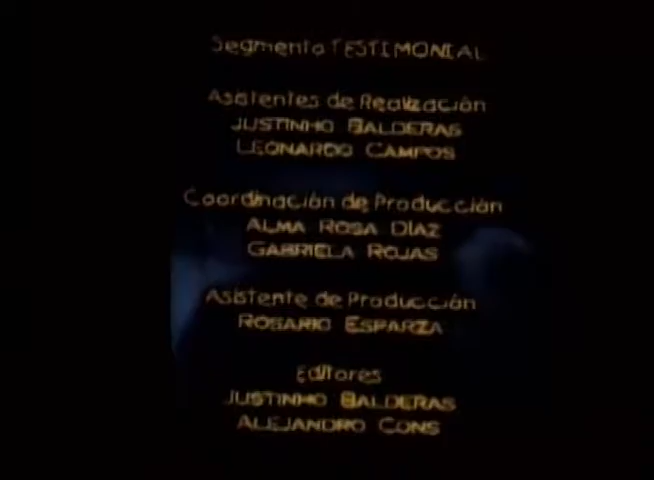 Segmento TESTIMONIAL
Asistentes de Realización
JUSTINHO BALDERAS
LEONARDO CAMPOS
Coordinación de Producción
ALMA ROSA DÍAZ
GABRIELA ROJAS
Asistente de Producción
ROSARIO ESPARZA
Editores
JUSTINHO BALDERAS
ALEJANDRO CONS